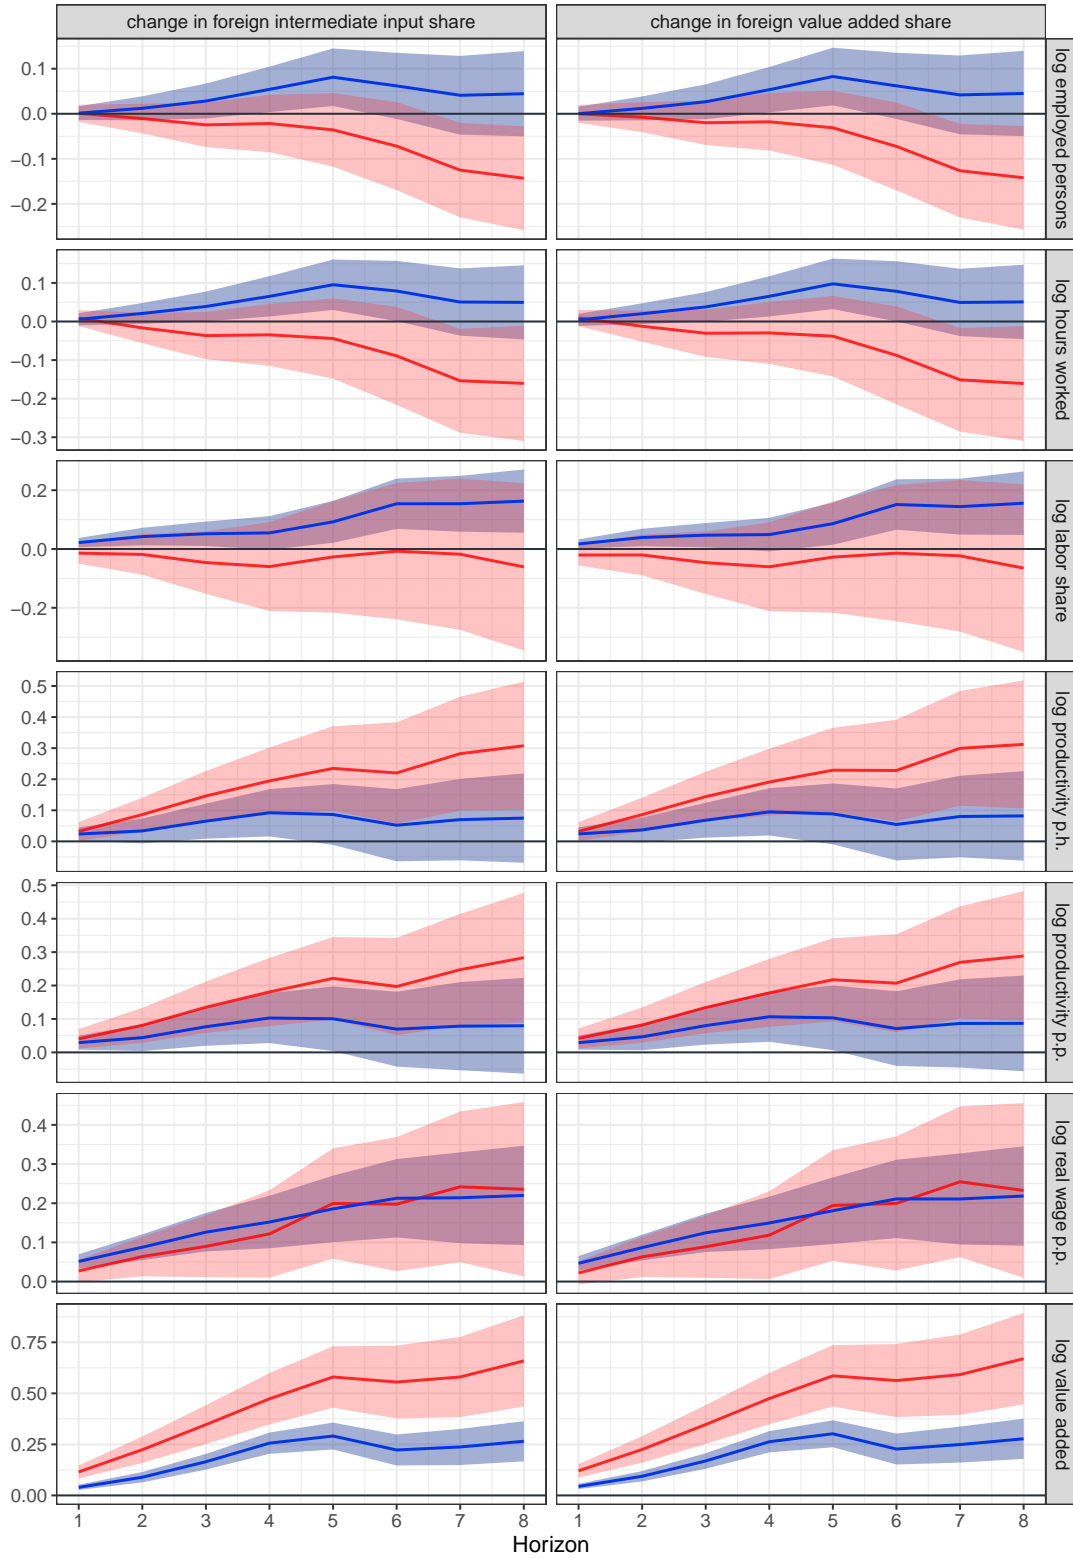 change in foreign intermediate input share
change in foreign value added share
0.1
0.0
−0.1
−0.2
log employed persons
0.1
0.0
−0.1
−0.2
−0.3
log hours worked
0.2
0.0
−0.2
log labor share
0.5
0.4
0.3
0.2
0.1
0.0
log productivity p.h.
0.5
0.4
0.3
0.2
0.1
0.0
log productivity p.p.
0.4
0.3
0.2
0.1
0.0
log real wage p.p.
0.75
0.50
0.25
0.00
log value added
1 2 3 4 5 6 7 8
1 2 3 4 5 6 7 8
Horizon